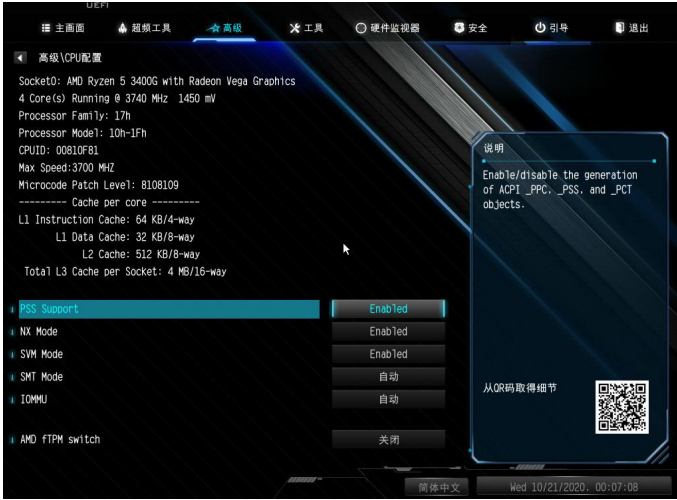 UEFI
主画面 超频工具 高级 工具 硬件监视器 安全 引导 退出
高级\CPU配置
Socket0: AMD Ryzen 5 3400G with Radeon Vega Graphics
4 Core(s) Running @ 3740 MHz 1450 mV
Processor Family: 17h
Processor Model: 10h-1Fh
CPUID: 00810F81
Max Speed:3700 MHZ
Microcode Patch Level: 8108109
--------- Cache per core ---------
L1 Instruction Cache: 64 KB/4-way
L1 Data Cache: 32 KB/8-way
L2 Cache: 512 KB/8-way
Total L3 Cache per Socket: 4 MB/16-way
PSS Support Enabled
NX Mode Enabled
SVM Mode Enabled
SMT Mode 自动
IOMMU 自动
AMD fTPM switch 关闭
说明
Enable/disable the generation
of ACPI _PPC, _PSS, and _PCT
objects.
从QR码取得细节
简体中文 Wed 10/21/2020. 00:07:08